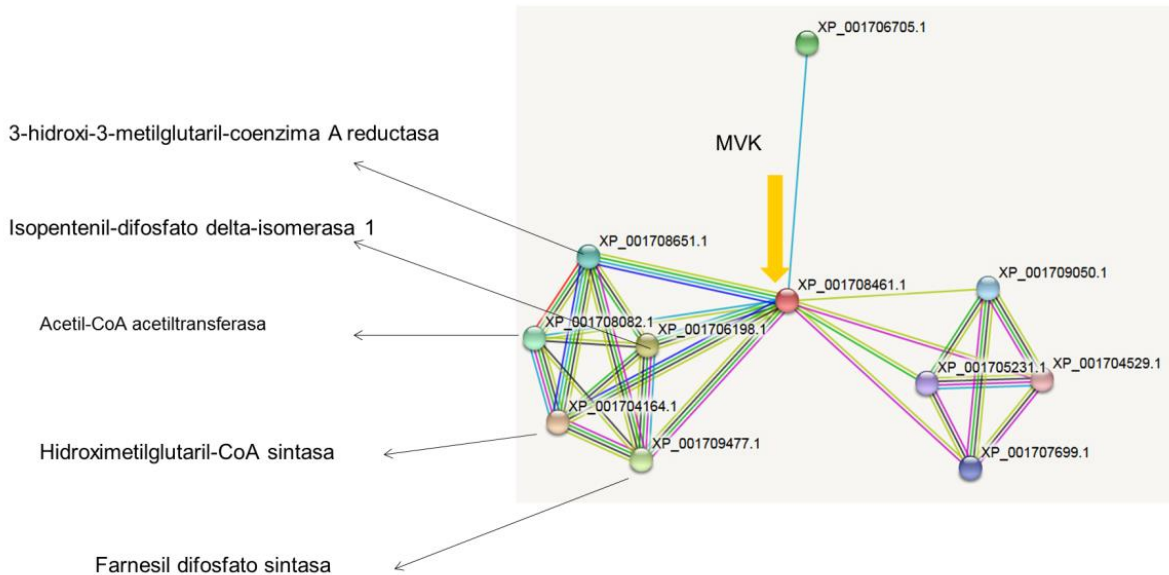 XP_001706705.1
3-hidroxi-3-metilglutaril-coenzima A reductasa
MVK
Isopentenil-difosfato delta-isomerasa 1
XP_001708651.1
XP_001709050.1
XP_001708461.1
Acetil-CoA acetiltransferasa
XP_001708082.1
XP_001706198.1
XP_001704529.1
XP_001705231.1
XP_001704164.1
Hidroximetilglutaril-CoA sintasa
XP_001709477.1
XP_001707699.1
Farnesil difosfato sintasa